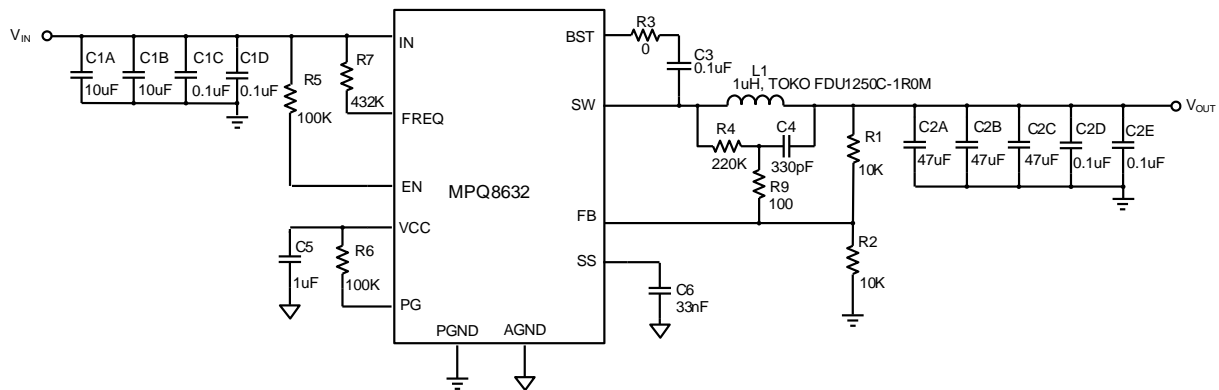 VIN
C1A
10uF
C1B
10uF
C1C
0.1uF
C1D
0.1uF
R5
100K
R7
432K
IN
FREQ
EN
VCC
PG
MPQ8632
PGND
AGND
BST
SW
FB
SS
C5
1uF
R6
100K
R3
0
C3
0.1uF
L1
1uH, TOKO FDU1250C-1R0M
R4
220K
C4
330pF
R9
100
R1
10K
R2
10K
C6
33nF
C2A
47uF
C2B
47uF
C2C
47uF
C2D
0.1uF
C2E
0.1uF
VOUT